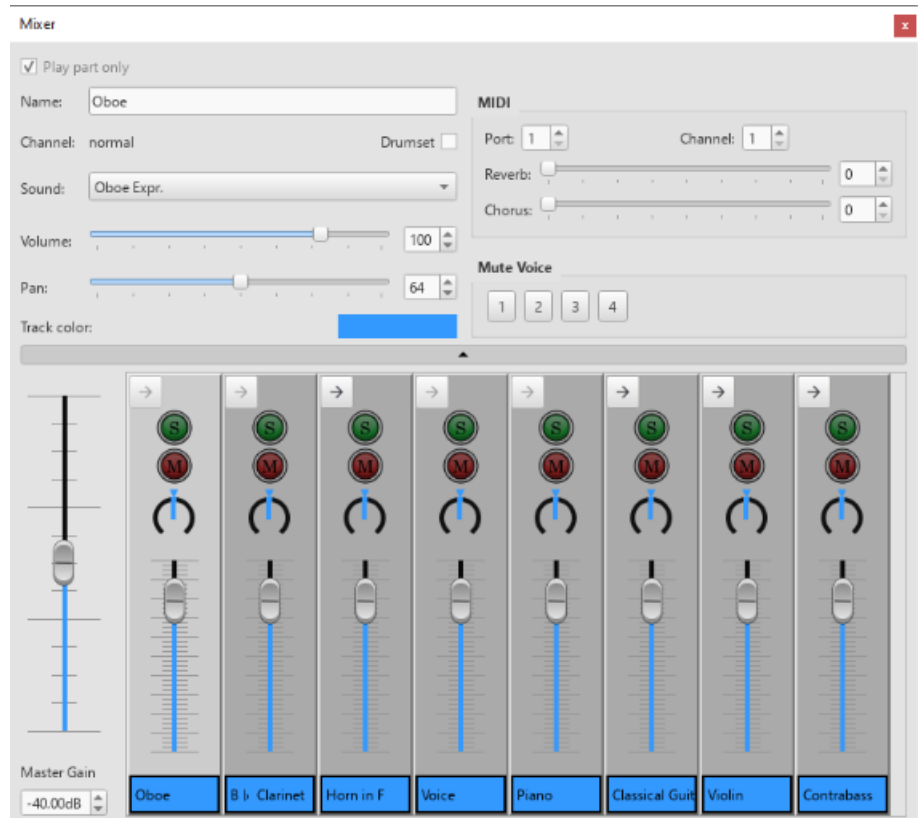 Mixer
x
Play part only
Name: Oboe
Channel: normal Drumset
Sound: Oboe Expr.
Volume: 100
Pan: 64
Track color:
MIDI
Port: 1 Channel: 1
Reverb: 0
Chorus: 0
Mute Voice
1 2 3 4
S S S S S S S S
M M M M M M M M
Master Gain
-40.00dB
Oboe B♭ Clarinet Horn in F Voice Piano Classical Guit Violin Contrabass